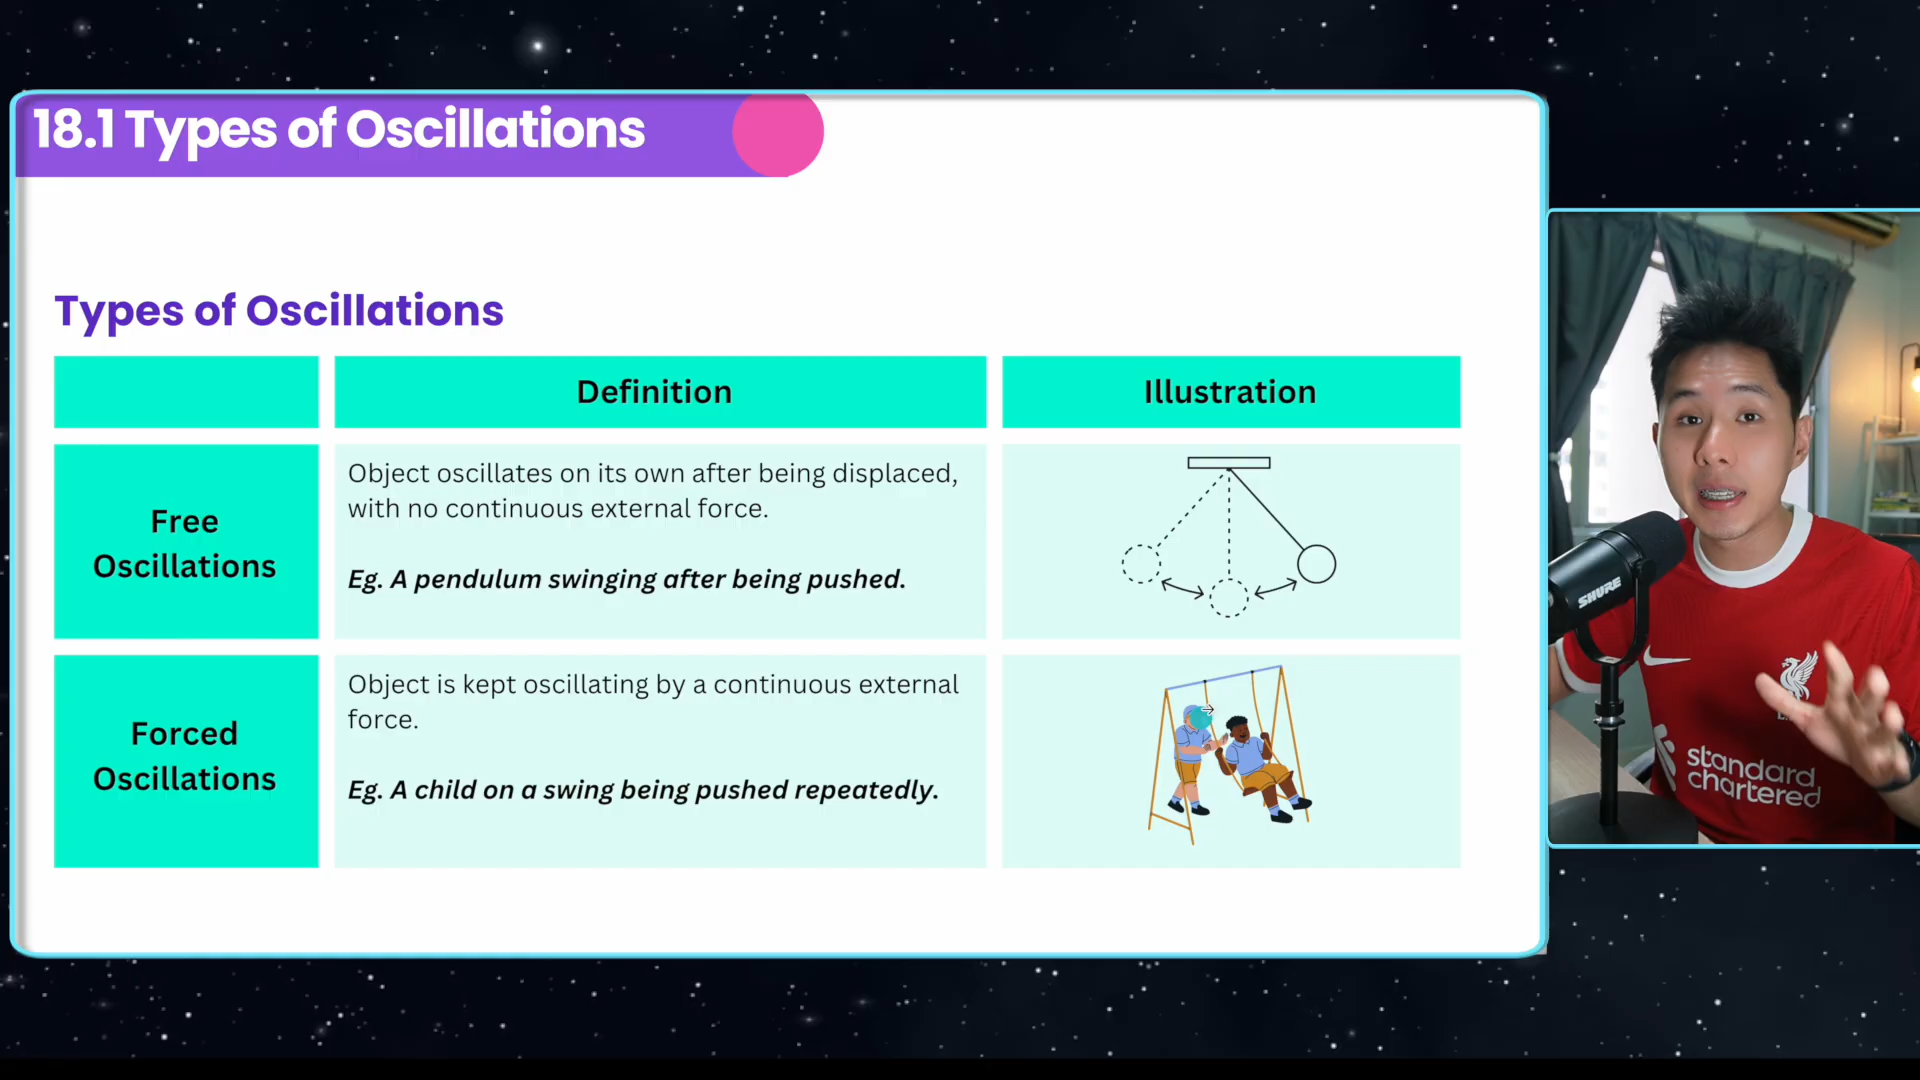 18.1 Types of Oscillations
Types of Oscillations
Definition
Illustration
Free
Oscillations
Object oscillates on its own after being displaced,
with no continuous external force.
Eg. A pendulum swinging after being pushed.
Forced
Oscillations
Object is kept oscillating by a continuous external
force.
Eg. A child on a swing being pushed repeatedly.
SHURE
standard
chartered